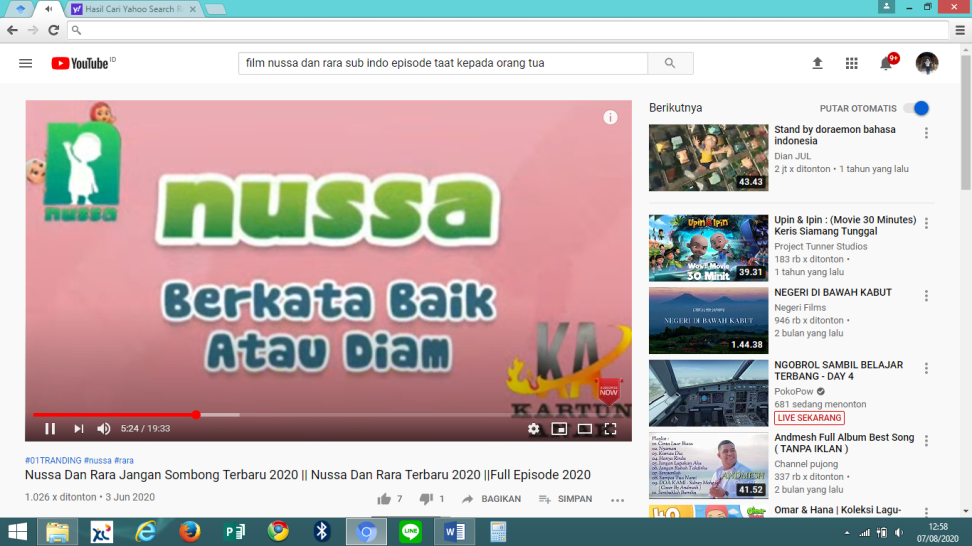 Hasil Cari Yahoo Search R
YouTube ID
film nussa dan rara sub indo episode taat kepada orang tua
9+
nussa
nussa
Berkata Baik
Atau Diam
KA
KARTUN
NOW
5:24 / 19:33
#01TRANDING #nussa #rara
Nussa Dan Rara Jangan Sombong Terbaru 2020 || Nussa Dan Rara Terbaru 2020 ||Full Episode 2020
1.026 x ditonton • 3 Jun 2020
7
1
BAGIKAN
SIMPAN
Berikutnya
PUTAR OTOMATIS
43.43
Stand by doraemon bahasa
indonesia
Dian JUL
2 jt x ditonton • 1 tahun yang lalu
UPIN & IPIN
30 MINIT
39.31
Upin & Ipin : (Movie 30 Minutes)
Keris Siamang Tunggal
Project Tunner Studios
183 rb x ditonton •
1 tahun yang lalu
NEGERI DI BAWAH KABUT
1.44.38
NEGERI DI BAWAH KABUT
Negeri Films
946 rb x ditonton •
2 bulan yang lalu
NGOBROL SAMBIL BELAJAR
TERBANG - DAY 4
PokoPow
681 sedang menonton
LIVE SEKARANG
ANDMESH
41.52
Andmesh Full Album Best Song
( TANPA IKLAN )
Channel pujong
337 rb x ditonton •
2 bulan yang lalu
Omar & Hana | Koleksi Lagu-
12:58
07/08/2020